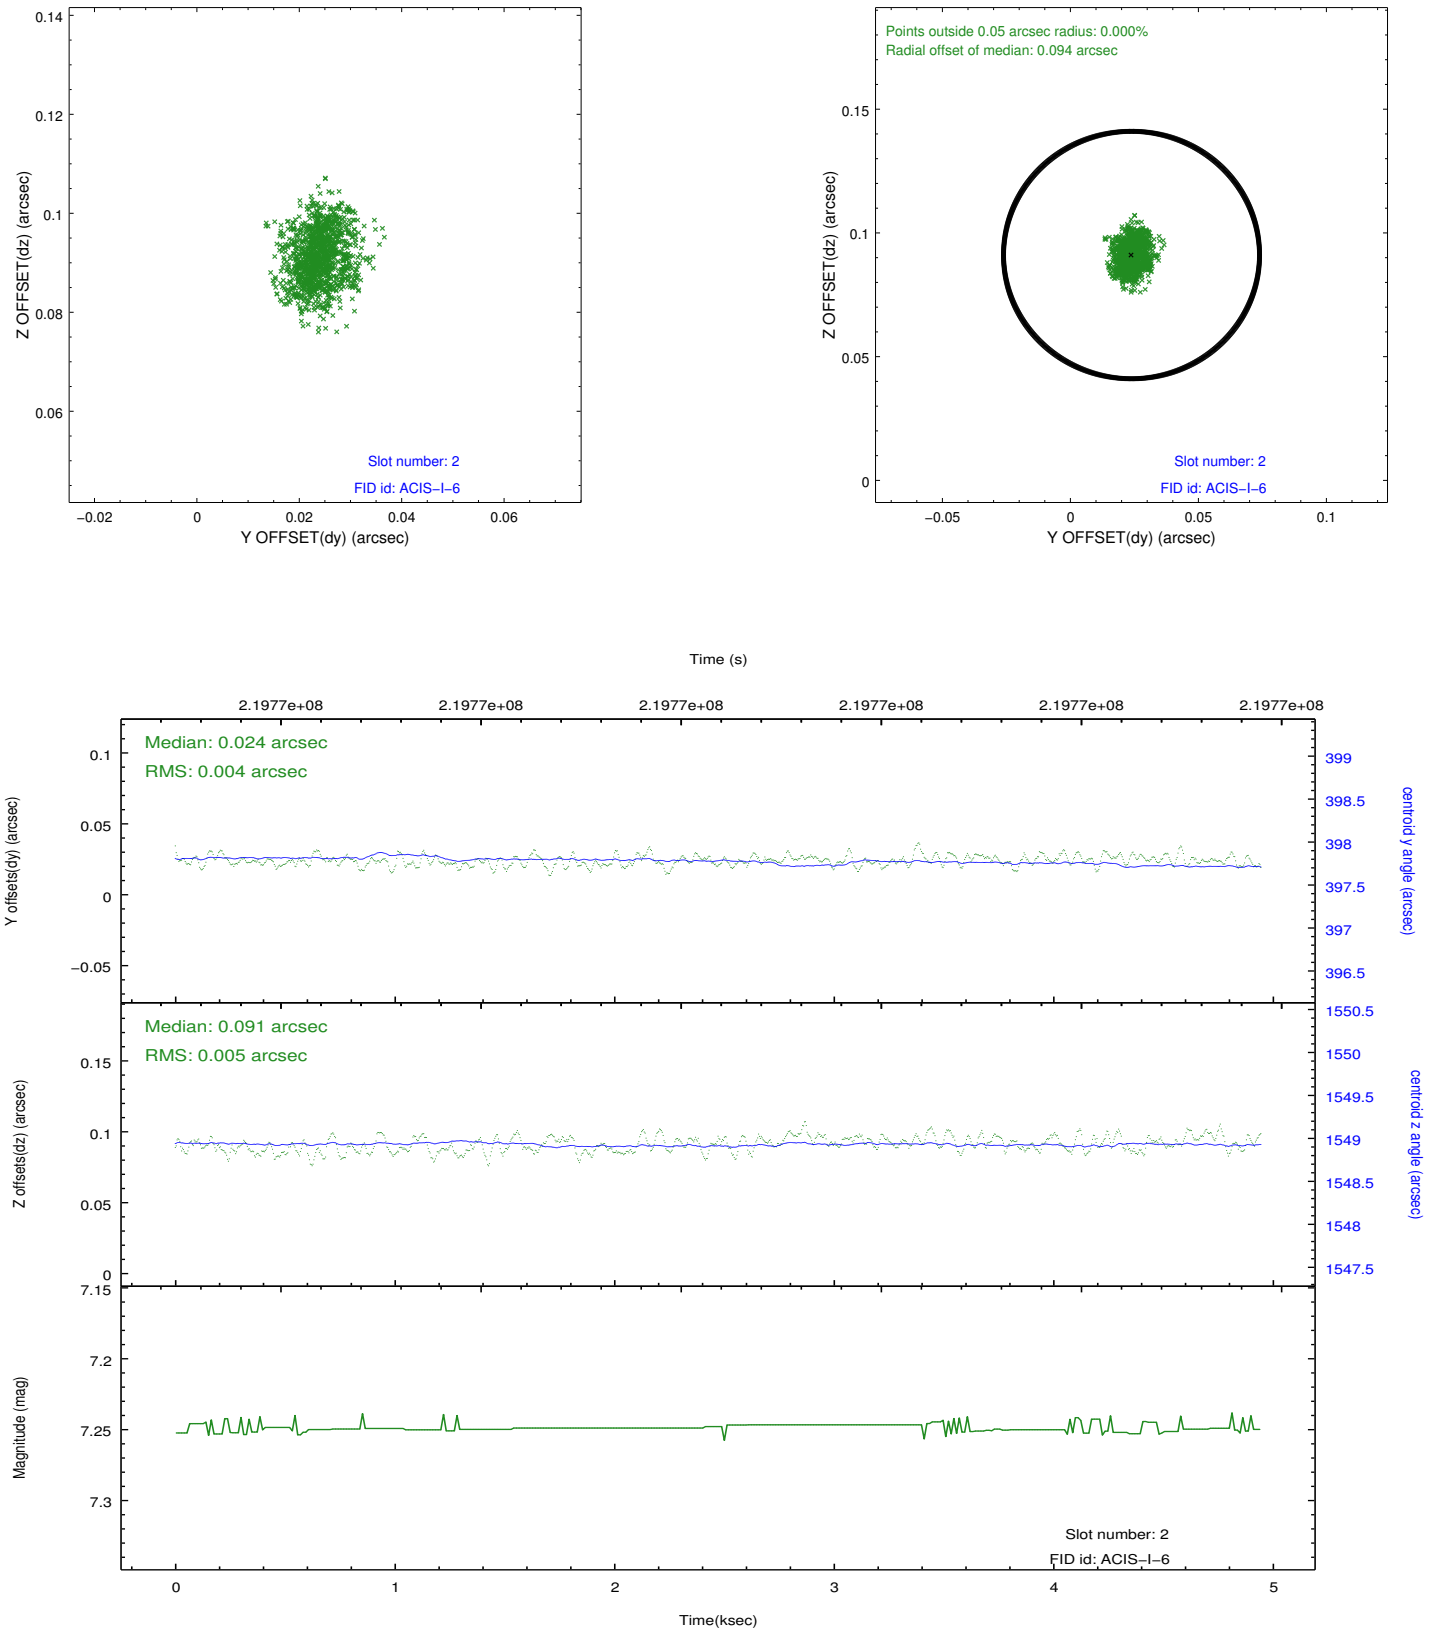 0.14
0.12
0.1
0.08
0.06
Z OFFSET(dz) (arcsec)
Slot number: 2
FID id: ACIS−I−6
−0.02 0 0.02 0.04 0.06
Y OFFSET(dy) (arcsec)
Points outside 0.05 arcsec radius: 0.000%
Radial offset of median: 0.094 arcsec
0.15
0.1
0.05
0
Z OFFSET(dz) (arcsec)
Slot number: 2
FID id: ACIS−I−6
−0.05 0 0.05 0.1
Y OFFSET(dy) (arcsec)
Time (s)
2.1977e+08 2.1977e+08 2.1977e+08 2.1977e+08 2.1977e+08 2.1977e+08
Median: 0.024 arcsec
RMS: 0.004 arcsec
0.1
0.05
0
−0.05
Y offsets(dy) (arcsec)
399
398.5
398
397.5
397
396.5
centroid y angle (arcsec)
Median: 0.091 arcsec
RMS: 0.005 arcsec
0.15
0.1
0.05
0
Z offsets(dz) (arcsec)
1550.5
1550
1549.5
1549
1548.5
1548
1547.5
centroid z angle (arcsec)
7.15
7.2
7.25
7.3
Magnitude (mag)
Slot number: 2
FID id: ACIS−I−6
0 1 2 3 4 5
Time(ksec)